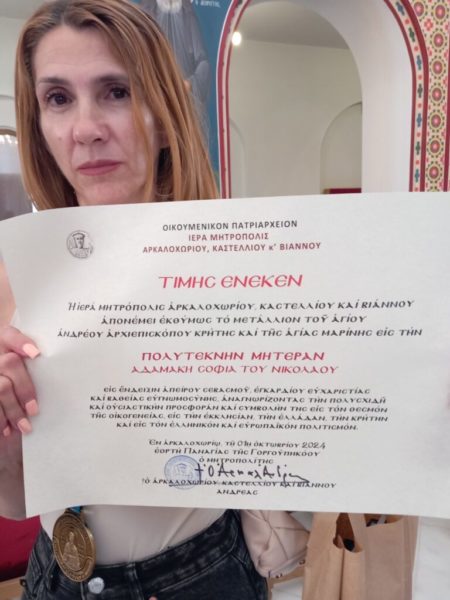 ΟΙΚΟΥΜΕΝΙΚΟΝ ΠΑΤΡΙΑΡΧΕΙΟΝ
ΙΕΡΑ ΜΗΤΡΟΠΟΛΙΣ
ΑΡΚΑΛΟΧΩΡΙΟΥ, ΚΑΣΤΕΛΛΙΟΥ κ' ΒΙΑΝΝΟΥ
ΤΙΜΗΣ ΕΝΕΚΕΝ
Ἡ ἹΕΡᾺ ΜΗΤΡΌΠΟΛΙΣ ἈΡΚΑΛΟΧΩΡΊΟΥ, ΚΑΣΤΕΛΛΊΟΥ ΚΑῚ ΒΙΆΝΝΟΥ
ἈΠΟΝΈΜΕΙ ἘΚΘΎΜΩΣ ΤῸ ΜΕΤΆΛΛΙΟΝ ΤΟΥ͂ ἉΓΊΟΥ
ἈΝΔΡΈΟΥ ἈΡΧΙΕΠΙΣΚΌΠΟΥ ΚΡΉΤΗΣ ΚΑῚ ΤΗ͂Σ ἉΓΊΑΣ ΜΑΡΊΝΗΣ ΕἸΣ ΤῊΝ
ΠΟΛΥΤΕΚΝΗΝ ΜΗΤΕΡΑΝ
ΑΔΑΜΑΚΗ ΣΟΦΙΑ ΤΟΥ ΝΙΚΟΛΑΟΥ
ΕἸΣ ἜΝΔΕΙΞΙΝ ἈΠΕΊΡΟΥ ΣΕΒΑΣΜΟΥ͂, ἘΓΚΑΡΔΊΟΥ ΕὐΧΑΡΙΣΤΊΑΣ
ΚΑῚ ΒΑΘΕΊΑΣ ΕὐΓΝΩΜΟΣΎΝΗΣ, ἈΝΑΓΝΩΡΊΖΟΝΤΑΣ ΤῊΝ ΠΟΛΥΣΧΙΔΗ͂
ΚΑῚ ΟὐΣΙΑΣΤΙΚῊΝ ΠΡΟΣΦΟΡᾺΝ ΚΑῚ ΣΥΜΒΟΛΉΝ ΤΗΣ ΕἸΣ ΤῸΝ ΘΕΣΜῸΝ
ΤΗ͂Σ ΟἸΚΟΓΕΝΕΊΑΣ, ΕἸΣ ΤῊΝ ἘΚΚΛΗΣΊΑΝ, ΤῊΝ ἙΛΛΆΔΑΝ, ΤῊΝ ΚΡΉΤΗΝ
ΚΑῚ ΕἸΣ ΤῸΝ ἙΛΛΗΝΙΚῸΝ ΚΑῚ ΕὐΡΩΠΑΪΚῸΝ ΠΟΛΙΤΙΣΜΌΝ.
ἘΝ ἈΡΚΑΛΟΧΩΡΊῼ, ΤΗ͂Ι 01ῃ ὈΚΤΩΒΡΊΟΥ 2024
ἙΟΡΤΗ͂Ι ΠΑΝΑΓΊΑΣ ΤΗ͂Σ ΓΟΡΓΟΫΠΗΚΌΟΥ
Ὁ ΜΗΤΡΟΠΟΛΊΤΗΣ
ὉἈΡΚΑΛΟΧΩΡΊΟΥ, ΚΑΣΤΕΛΛΊΟΥ ΚΑῚ ΒΙΆΝΝΟΥ
ΑΝΔΡΕΑΣ